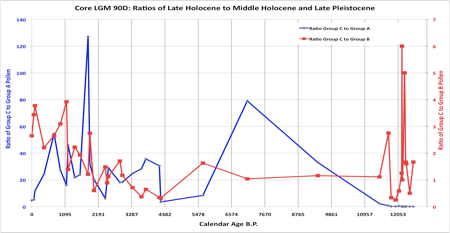 Core LGM 90D: Ratios of Late Holocene to Middle Holocene and Late Pleistocene
140
120
100
80
60
40
20
0
7
6
5
4
3
2
1
0
Ratio of Group C to Group A Pollen
Ratio of Group C to Group B Pollen
Ratio Group C to Group A
Ratio Group C to Group B
0 1091 2191 3287 4382 5478 6574 7670 8765 9861 10957 12053
Calendar Age B.P.